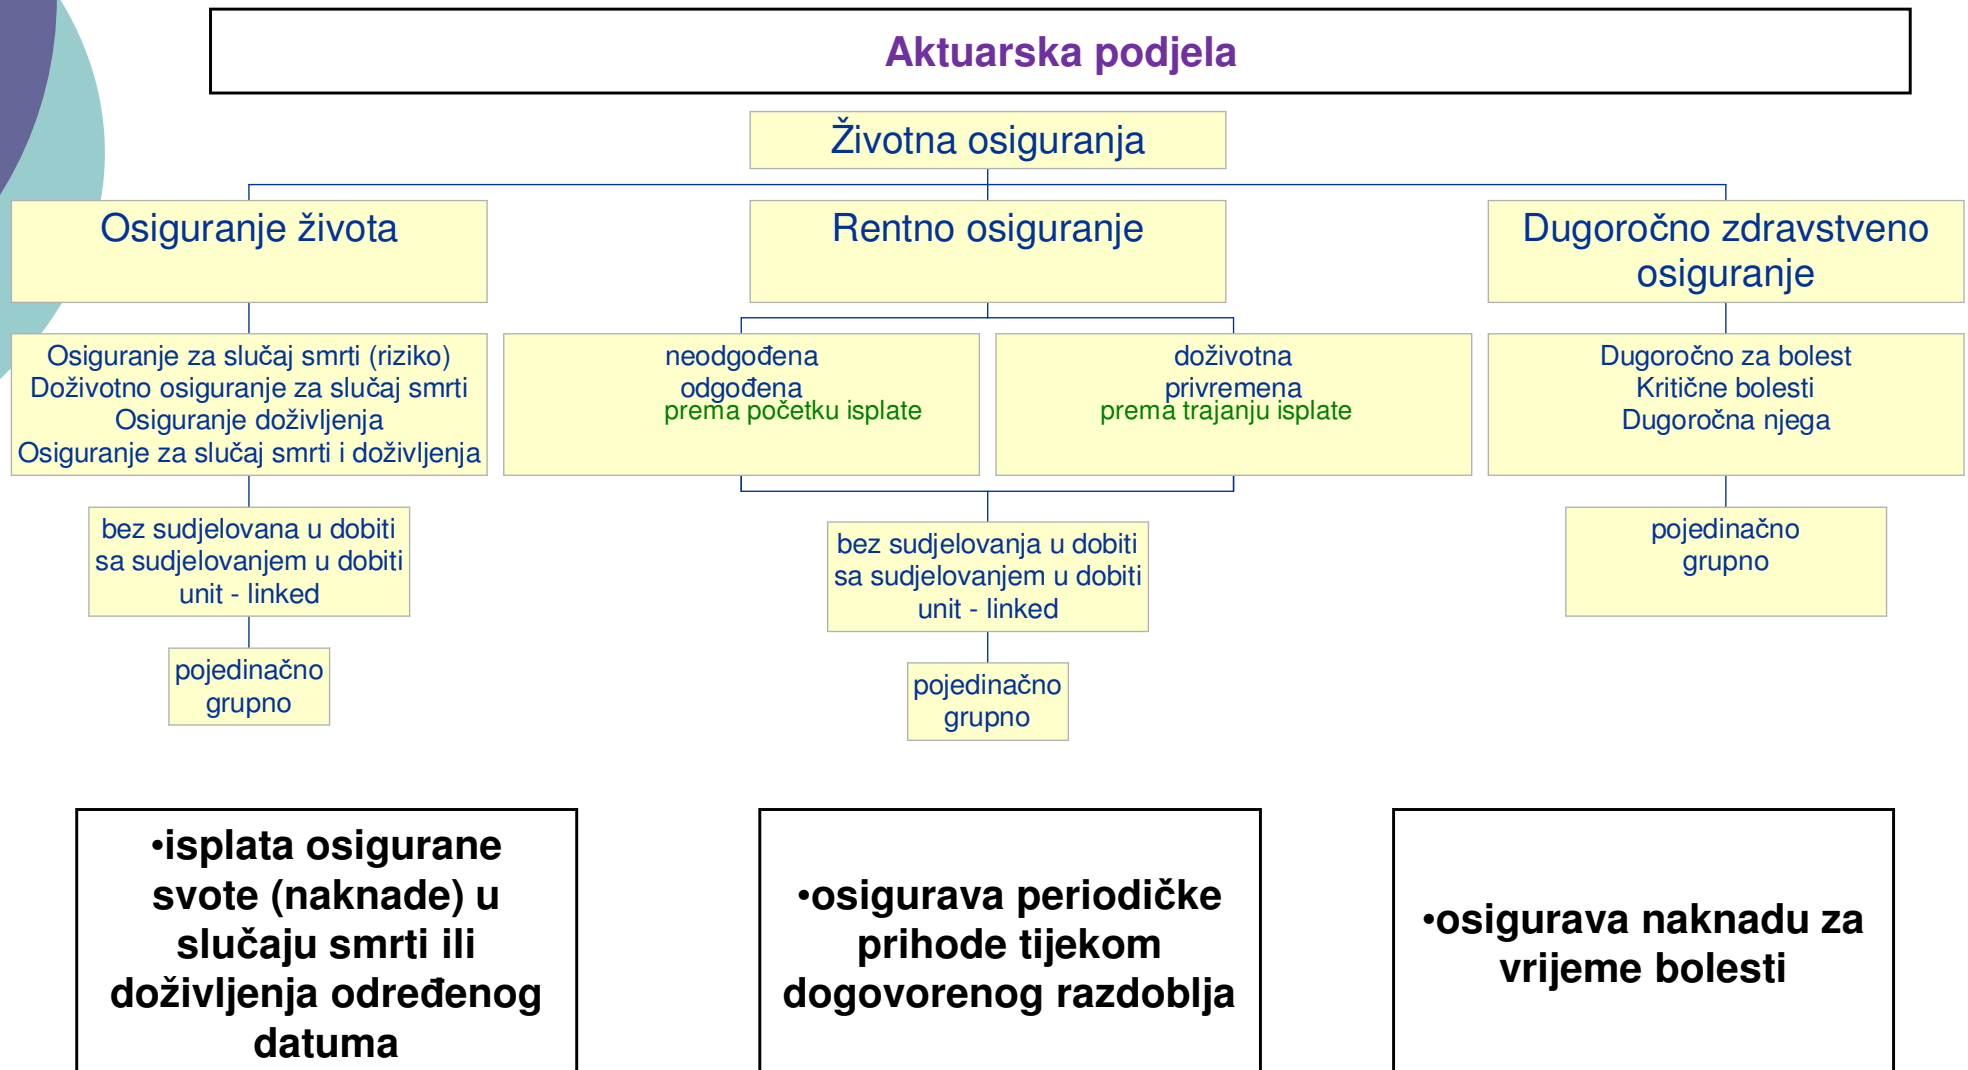 Aktuarska podjela
Životna osiguranja
Osiguranje života
Rentno osiguranje
Dugoročno zdravstveno
osiguranje
Osiguranje za slučaj smrti (riziko)
Doživotno osiguranje za slučaj smrti
Osiguranje doživljenja
Osiguranje za slučaj smrti i doživljenja
neodgođena
odgođena
prema početku isplate
doživotna
privremena
prema trajanju isplate
Dugoročno za bolest
Kritične bolesti
Dugoročna njega
bez sudjelovana u dobiti
sa sudjelovanjem u dobiti
unit - linked
bez sudjelovanja u dobiti
sa sudjelovanjem u dobiti
unit - linked
pojedinačno
grupno
pojedinačno
grupno
pojedinačno
grupno
•isplata osigurane
svote (naknade) u
slučaju smrti ili
doživljenja određenog
datuma
•osigurava periodičke
prihode tijekom
dogovorenog razdoblja
•osigurava naknadu za
vrijeme bolesti